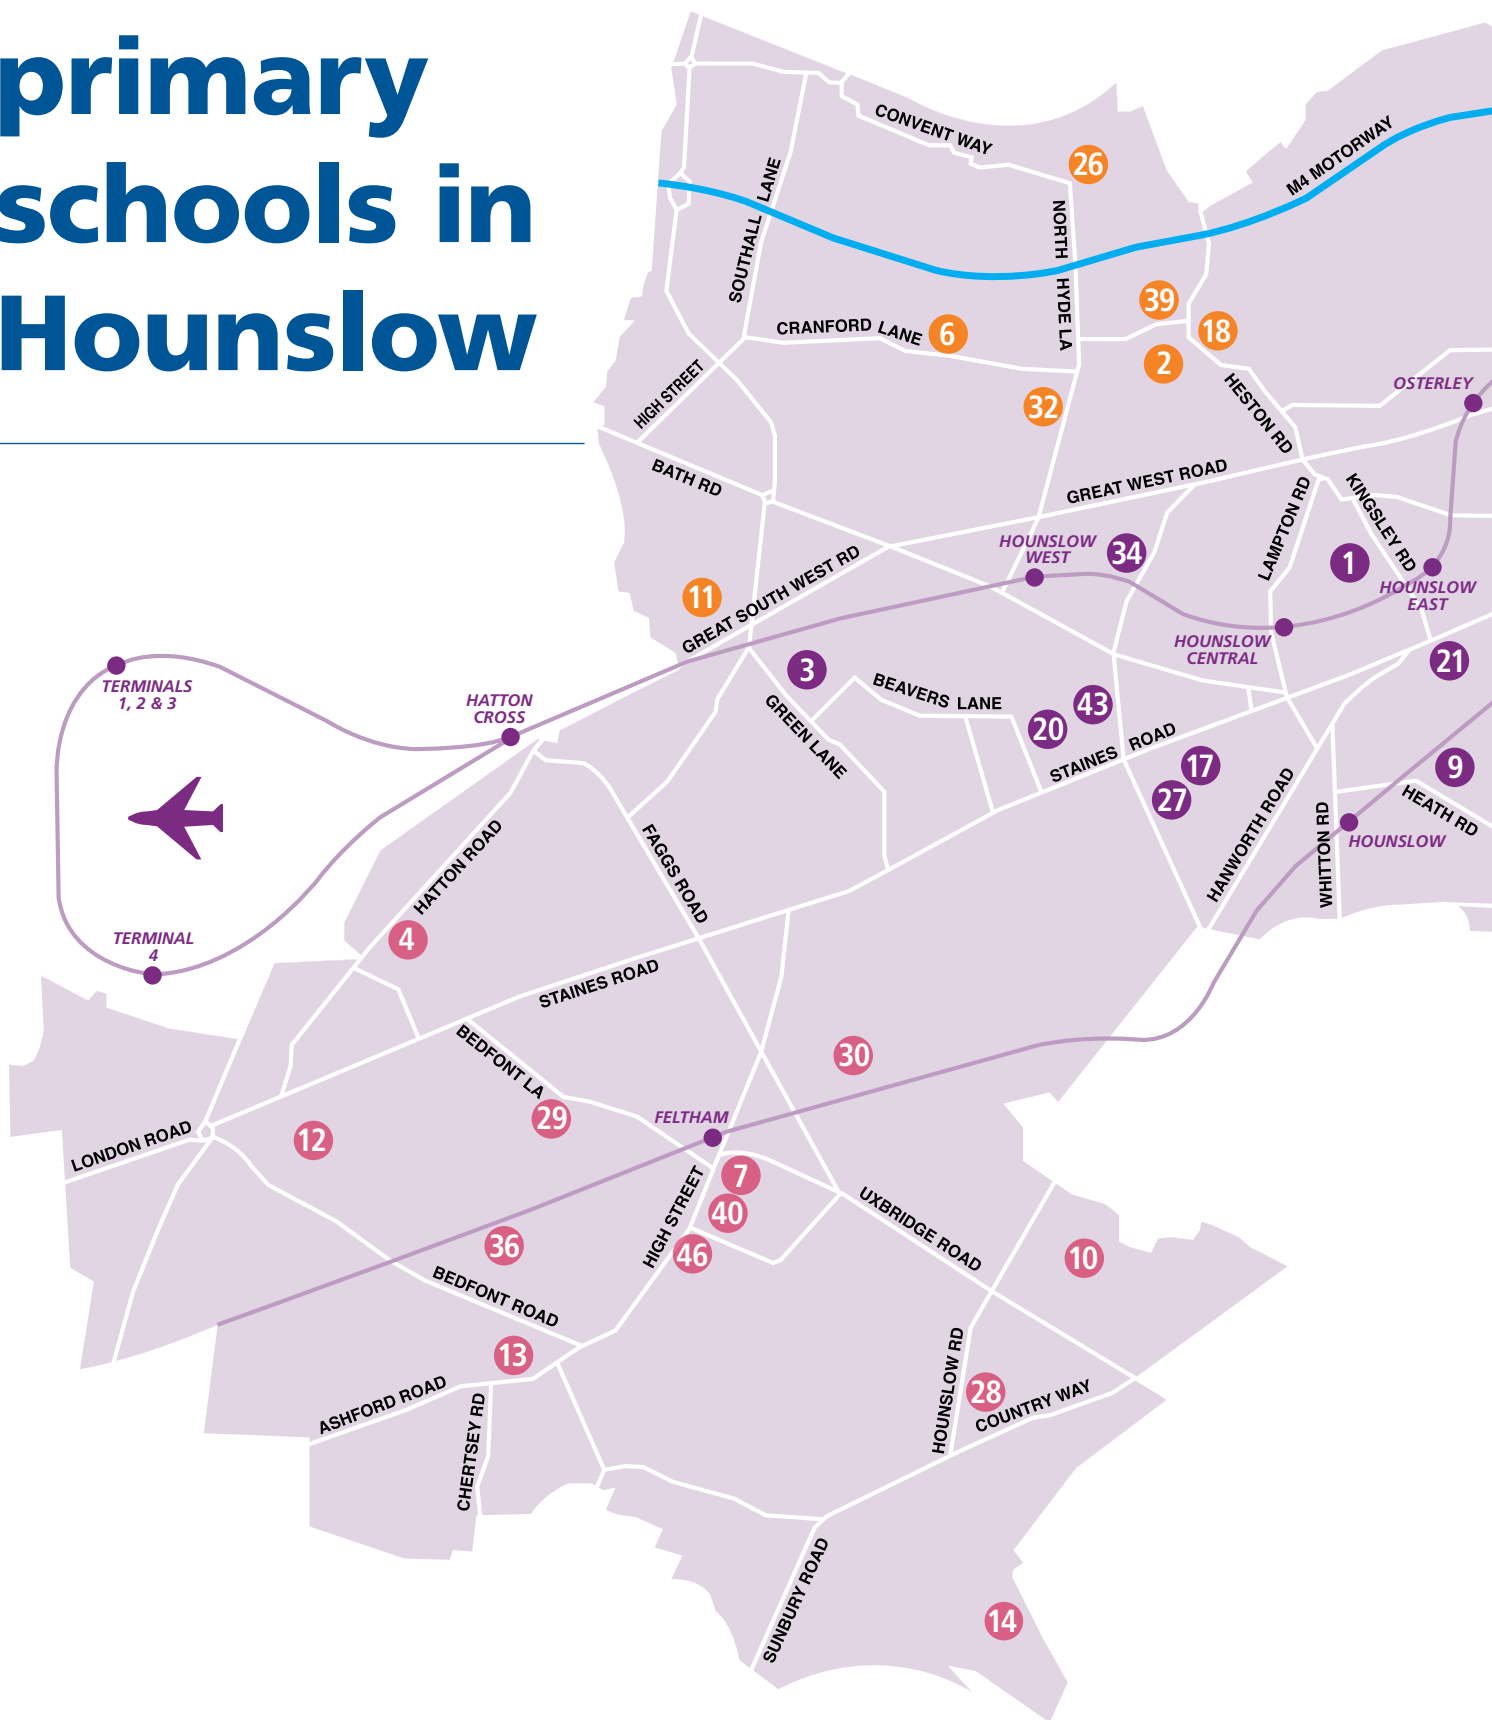 primary
schools in
Hounslow
CONVENT WAY
26
M4 MOTORWAY
SOUTHALL LANE
NORTH HYDE LA
39
18
CRANFORD LANE
6
2
HIGH STREET
32
HESTON RD
OSTERLEY
BATH RD
GREAT WEST ROAD
LAMPTON RD
KINGSLEY RD
HOUNSLOW
WEST
34
1
HOUNSLOW
EAST
11
GREAT SOUTH WEST RD
HOUNSLOW
CENTRAL
21
TERMINALS
1, 2 & 3
HATTON
CROSS
3
BEAVERS LANE
43
20
GREEN LANE
STAINES ROAD
17
27
9
HEATH RD
HANWORTH ROAD
WHITTON RD
HOUNSLOW
HATTON ROAD
FAGGS ROAD
4
TERMINAL
4
STAINES ROAD
BEDFONT LA
30
29
FELTHAM
LONDON ROAD
12
7
40
HIGH STREET
46
UXBRIDGE ROAD
10
36
BEDFONT ROAD
13
HOUNSLOW RD
28
COUNTRY WAY
ASHFORD ROAD
CHERTSEY RD
SUNBURY ROAD
14